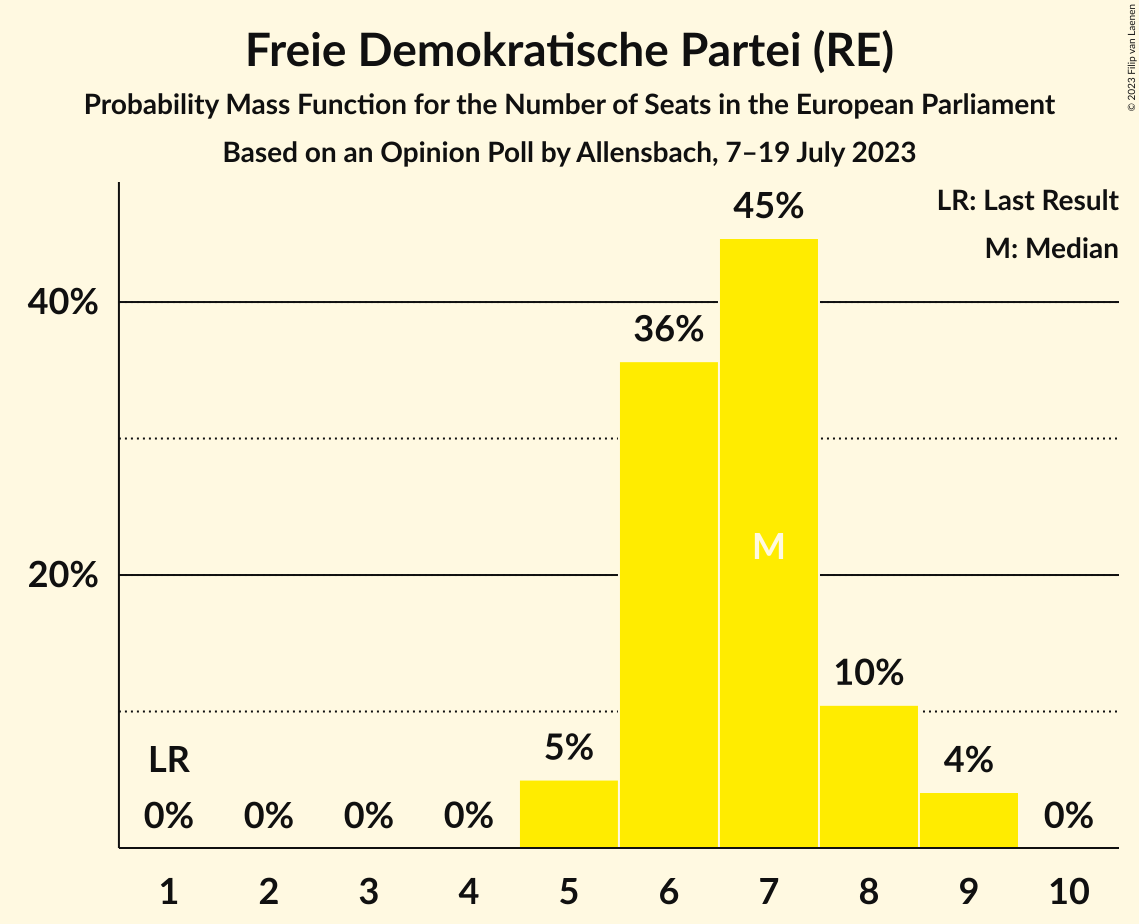 Freie Demokratische Partei (RE)
Probability Mass Function for the Number of Seats in the European Parliament
Based on an Opinion Poll by Allensbach, 7–19 July 2023
© 2023 Filip van Laenen
LR: Last Result
M: Median
40%
20%
45%
36%
M
10%
5%
4%
LR
0%
0%
0%
0%
0%
1
2
3
4
5
6
7
8
9
10